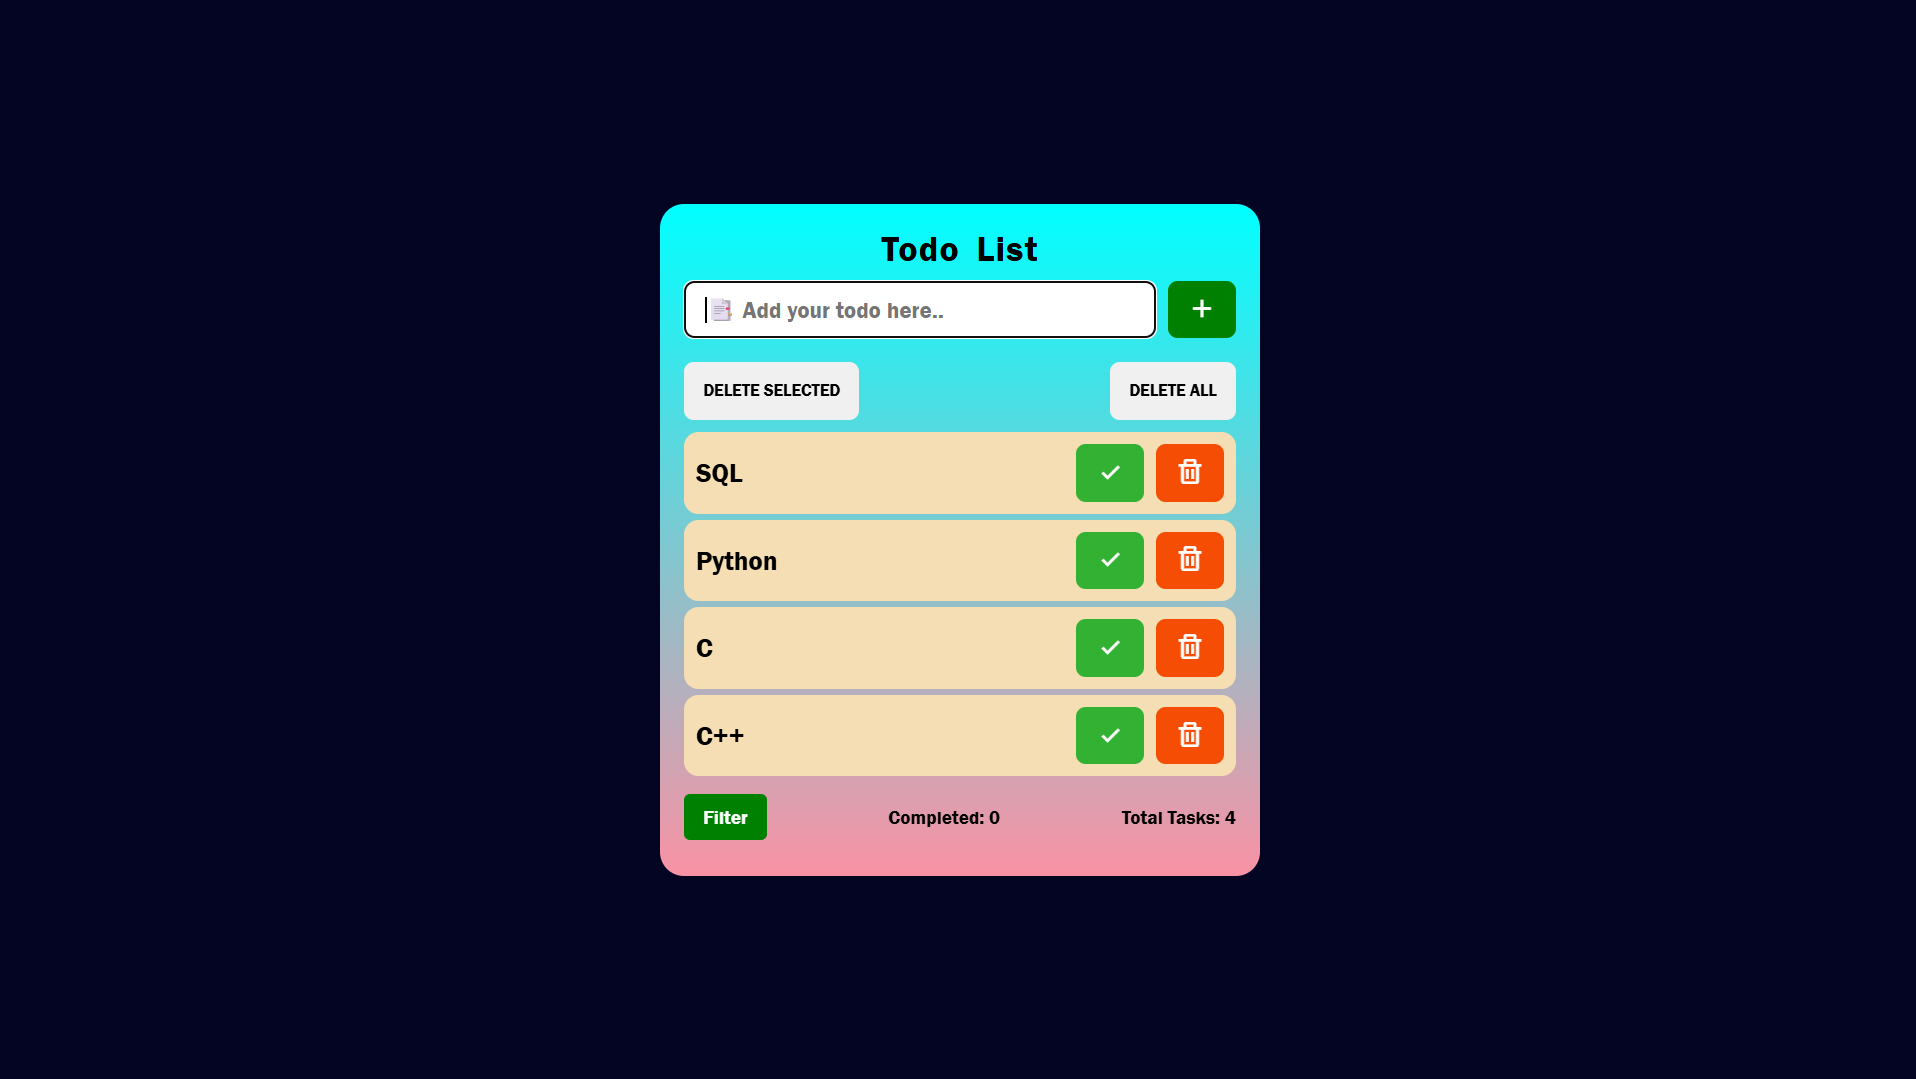 Todo List
📑 Add your todo here..
+
DELETE SELECTED DELETE ALL
SQL
Python
C
C++
Filter Completed: 0 Total Tasks: 4